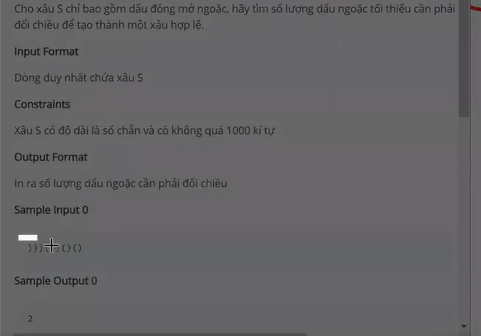 Cho xâu S chỉ bao gồm dấu đóng mở ngoặc, hãy tìm số lượng dấu ngoặc tối thiểu cần phải
đổi chiều để tạo thành một xâu hợp lệ.
Input Format
Dòng duy nhất chứa xâu S
Constraints
Xâu S có độ dài là số chẵn và có không quá 1000 kí tự
Output Format
In ra số lượng dấu ngoặc cần phải đổi chiều
Sample Input 0
Sample Output 0
2